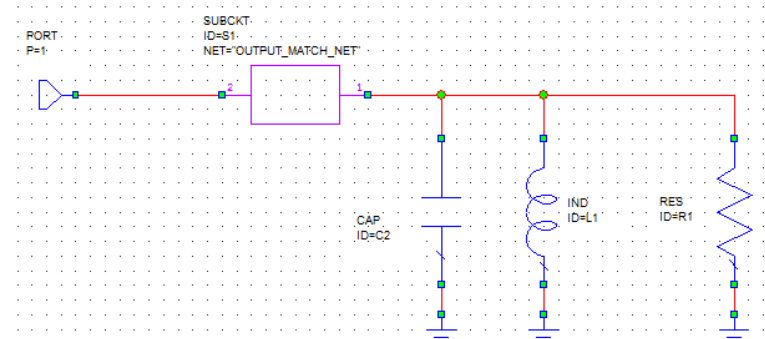 SUBCKT
ID=S1
NET="OUTPUT_MATCH_NET"
PORT
P=1
2
1
CAP
ID=C2
IND
ID=L1
RES
ID=R1